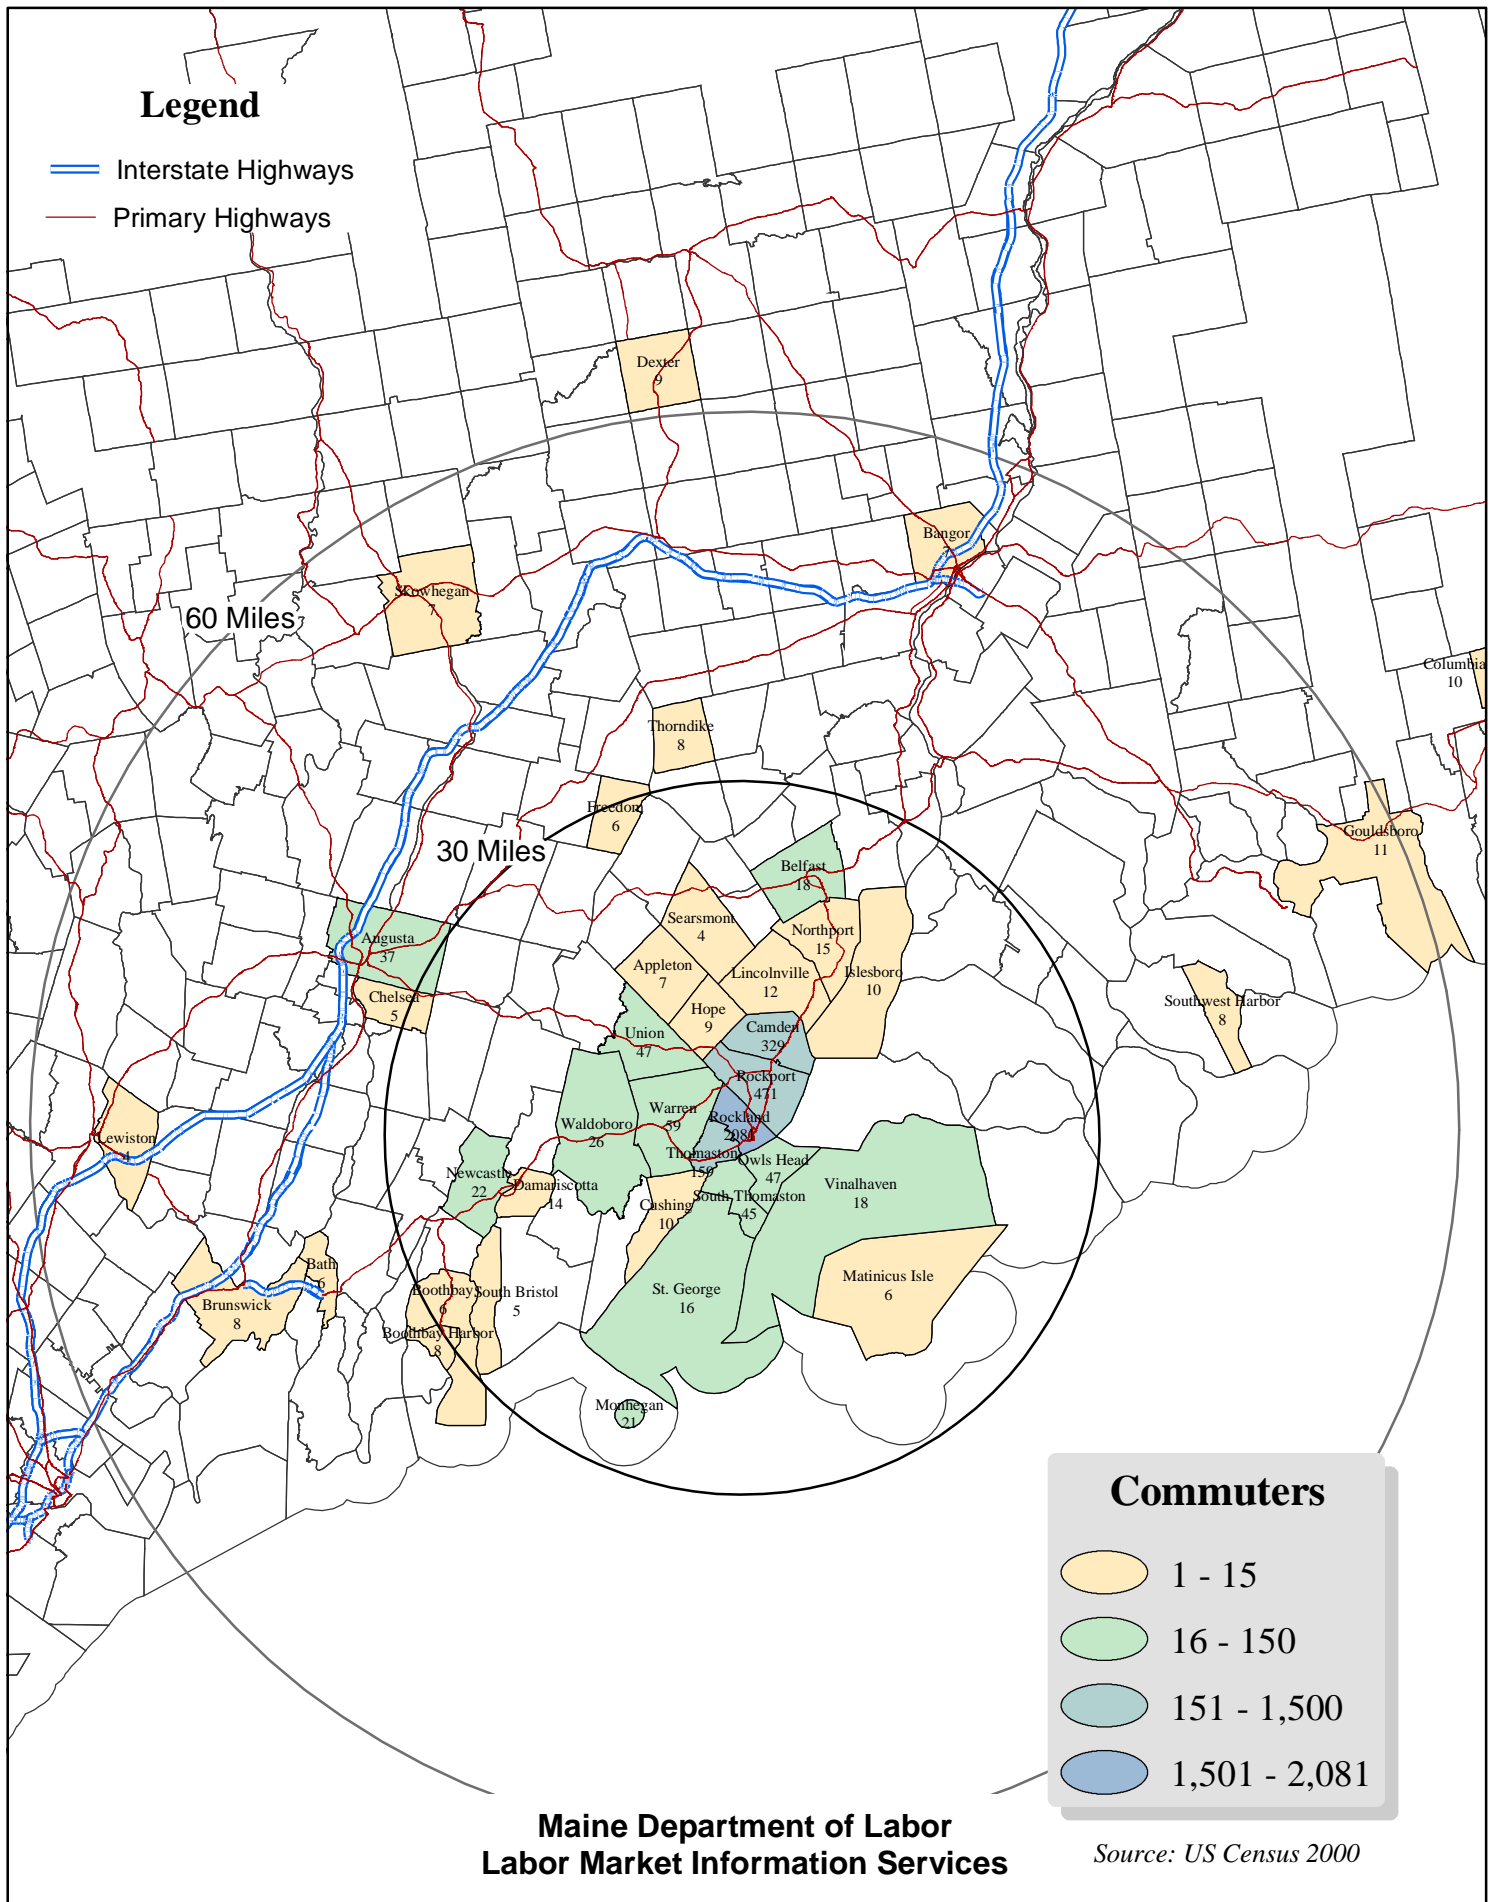 Legend
Interstate Highways
Primary Highways
Dexter
9
Bangor
7
Skowhegan
7
60 Miles
Columbia
10
Thorndike
8
Freedom
6
Gouldsboro
11
30 Miles
Belfast
18
Searsmont
4
Northport
15
Augusta
37
Appleton
7
Lincolnville
12
Islesboro
10
Chelsea
5
Southwest Harbor
8
Hope
9
Camden
329
Union
47
Rockport
471
Warren
59
Rockland
2081
Waldoboro
26
Lewiston
4
Thomaston
159
Owls Head
47
Newcastle
22
Damariscotta
14
Vinalhaven
18
Cushing
10
South Thomaston
45
Bath
6
Matinicus Isle
6
Boothbay
6
South Bristol
5
St. George
16
Brunswick
8
Boothbay Harbor
8
Monhegan
21
Commuters
1 - 15
16 - 150
151 - 1,500
1,501 - 2,081
Maine Department of Labor
Labor Market Information Services
Source: US Census 2000